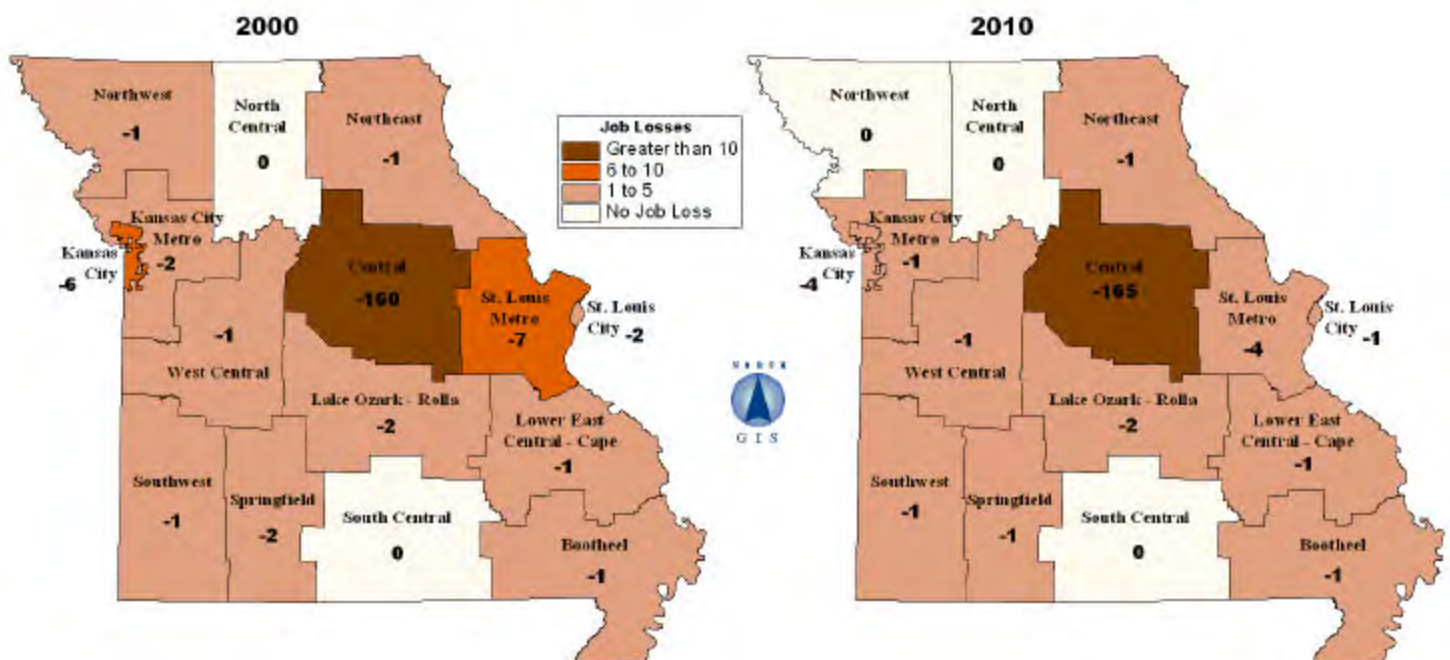 2000
Northwest
-1
North
Central
0
Northeast
-1
Kansas City
Metro
-2
Kansas
City
-6
Central
-160
St. Louis
Metro
-7
St. Louis
City -2
-1
West Central
Lake Ozark - Rolla
-2
Lower East
Central - Cape
-1
Southwest
-1
Springfield
-2
South Central
0
Bootheel
-1
Job Losses
Greater than 10
6 to 10
1 to 5
No Job Loss
NORTH
GIS
2010
Northwest
0
North
Central
0
Northeast
-1
Kansas City
Metro
-1
Kansas
City
-4
Central
-165
St. Louis
Metro
-4
St. Louis
City -1
-1
West Central
Lake Ozark - Rolla
-2
Lower East
Central - Cape
-1
Southwest
-1
Springfield
-1
South Central
0
Bootheel
-1